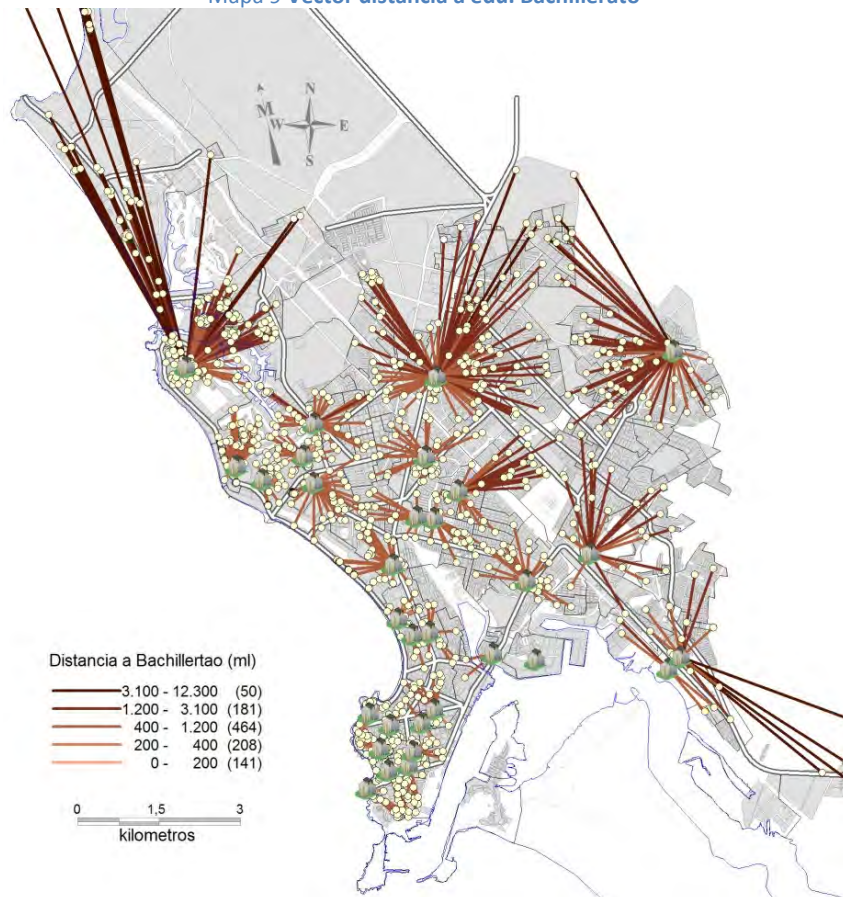 Mapa 5 Vector distancia a edu. Bachillerato
N
M
W
E
S
Distancia a Bachillertao (ml)
3.100 - 12.300 (50)
1.200 - 3.100 (181)
400 - 1.200 (464)
200 - 400 (208)
0 - 200 (141)
0 1,5 3
kilometros